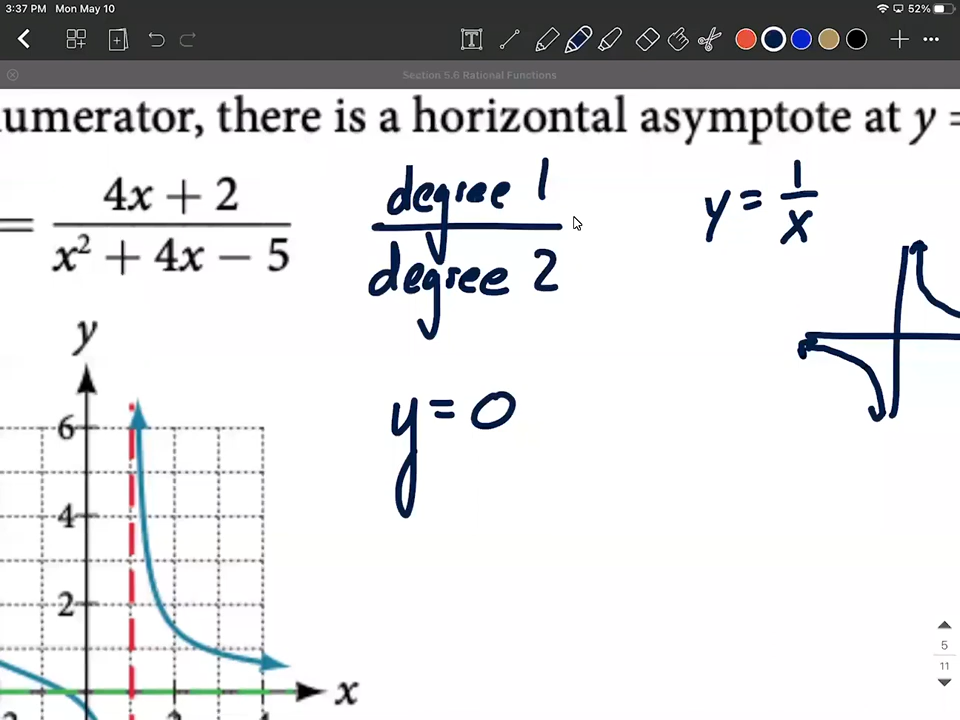 3:37 PM Mon May 10
52%
Section 5.6 Rational Functions
umerator, there is a horizontal asymptote at y =
= 4x + 2 / x² + 4x − 5
degree 1
degree 2
y = 1/x
y = 0
y
6
4
2
x
5
11